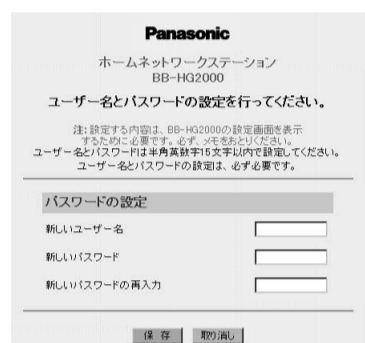 Panasonic
ホームネットワークステーション
BB-HG2000
ユーザー名とパスワードの設定を行ってください。
注: 設定する内容は、BB-HG2000の設定画面を表示
するために必要です。必ず、メモをおとりください。
ユーザー名とパスワードは半角英数字15文字以内で設定してください。
ユーザー名とパスワードの設定は、必ず必要です。
パスワードの設定
新しいユーザー名
新しいパスワード
新しいパスワードの再入力
保 存 取り消し